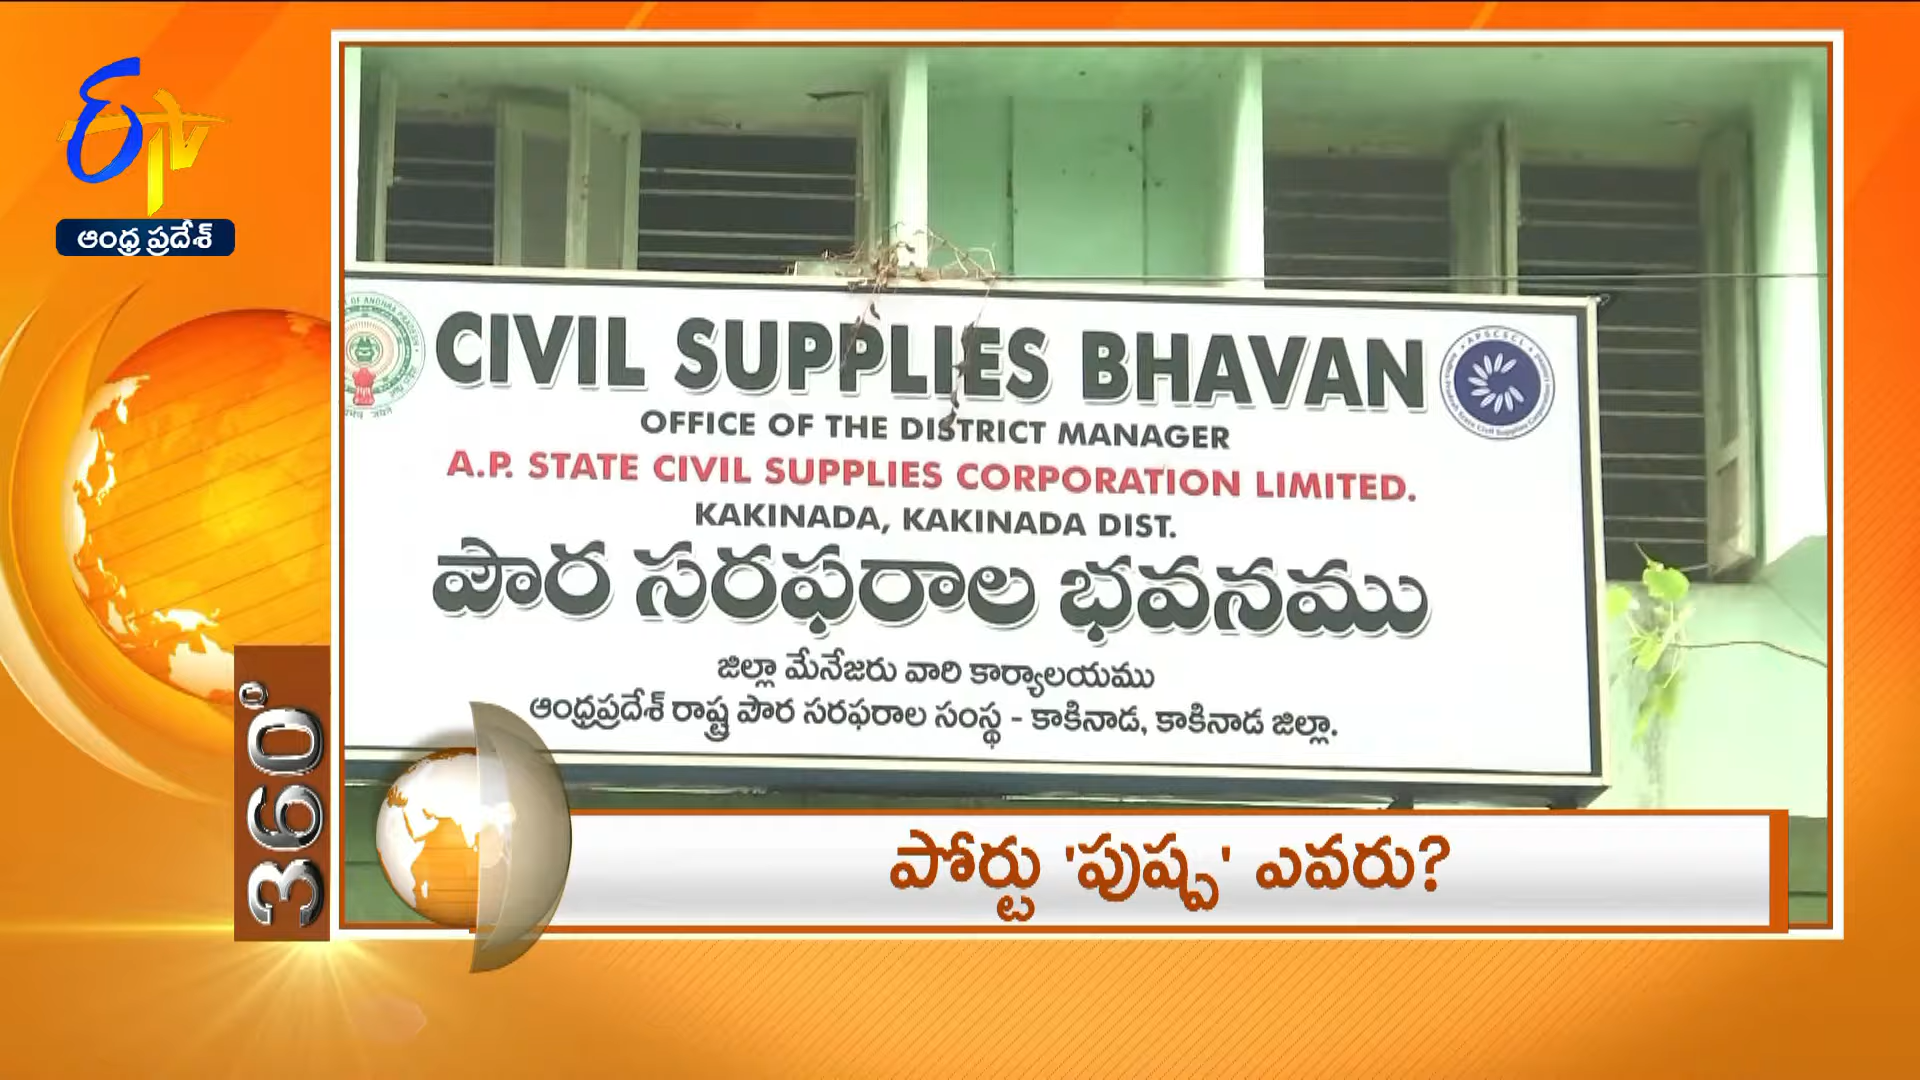 ETV
ఆంధ్ర ప్రదేశ్
CIVIL SUPPLIES BHAVAN
OFFICE OF THE DISTRICT MANAGER
A.P. STATE CIVIL SUPPLIES CORPORATION LIMITED.
KAKINADA, KAKINADA DIST.
పౌర సరఫరాల భవనము
జిల్లా మేనేజరు వారి కార్యాలయము
ఆంధ్రప్రదేశ్ రాష్ట్ర పౌర సరఫరాల సంస్థ - కాకినాడ, కాకినాడ జిల్లా.
360°
పోర్టు 'పుష్ప' ఎవరు?